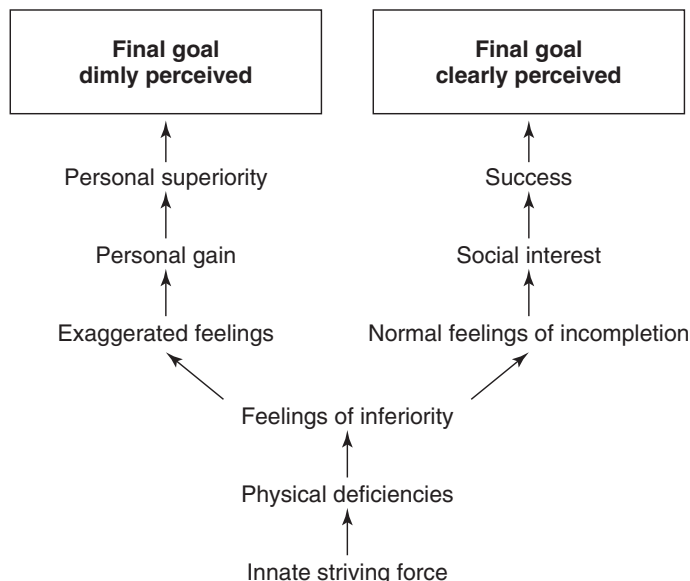 Final goal
dimly perceived
Final goal
clearly perceived
Personal superiority
Success
Personal gain
Social interest
Exaggerated feelings
Normal feelings of incompletion
Feelings of inferiority
Physical deficiencies
Innate striving force